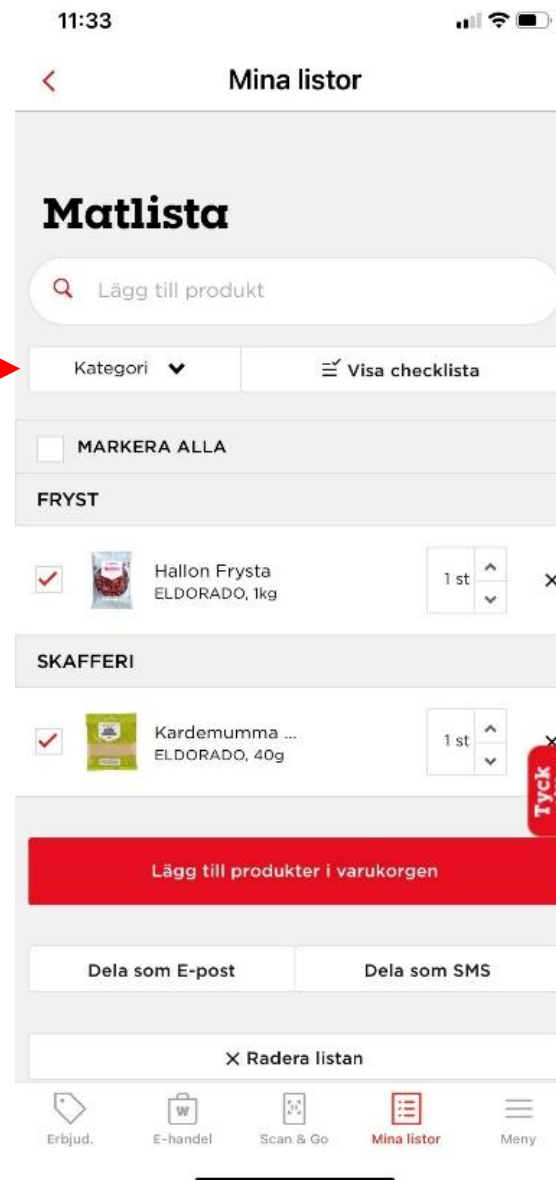 11:33
Mina listor
Matlista
Lägg till produkt
Kategori
Visa checklista
MARKERA ALLA
FRYST
Hallon Frysta
1 st
ELDORADO, 1kg
SKAFFERI
Kardemumma ...
1 st
ELDORADO, 40g
Tyck
Lägg till produkter i varukorgen
Dela som E-post
Dela som SMS
Radera listan
W
Erbjud.
E-handel
Scan & Go
Mina listor
Meny